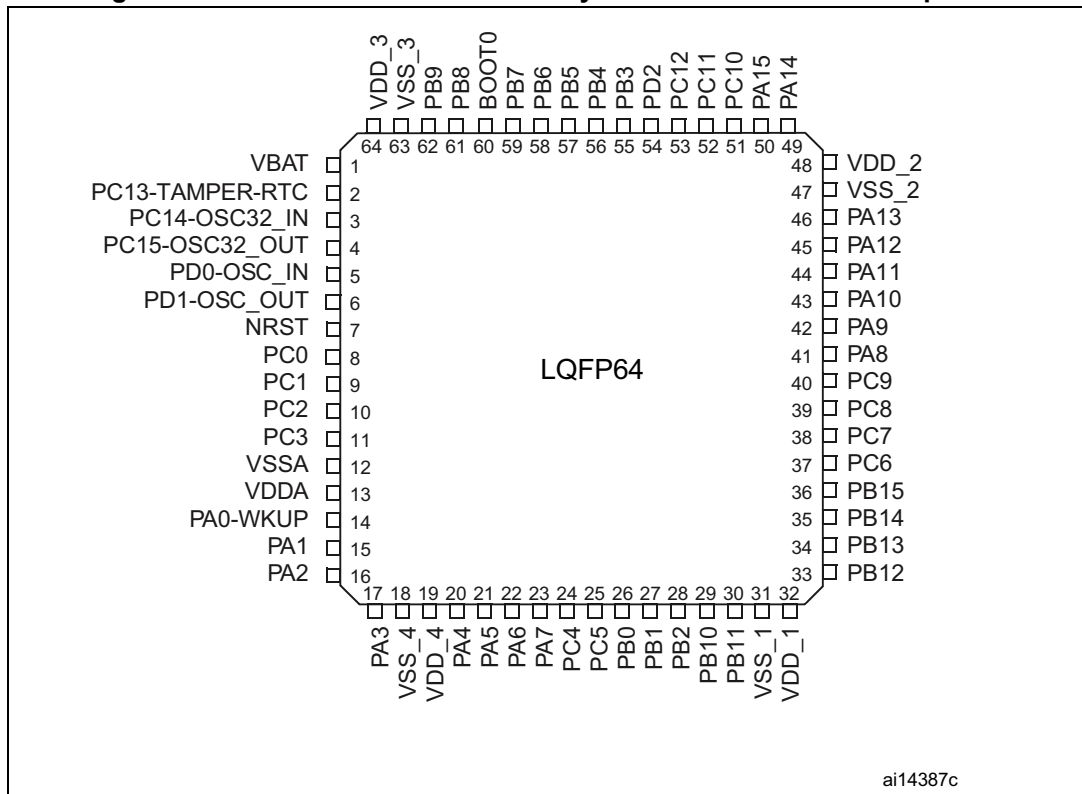 VDD_3
VSS_3
PB9
PB8
BOOT0
PB7
PB6
PB5
PB4
PB3
PD2
PC12
PC11
PC10
PA15
PA14
64 63 62 61 60 59 58 57 56 55 54 53 52 51 50 49
VBAT 1
PC13-TAMPER-RTC 2
PC14-OSC32_IN 3
PC15-OSC32_OUT 4
PD0-OSC_IN 5
PD1-OSC_OUT 6
NRST 7
PC0 8
PC1 9
PC2 10
PC3 11
VSSA 12
VDDA 13
PA0-WKUP 14
PA1 15
PA2 16
LQFP64
48 VDD_2
47 VSS_2
46 PA13
45 PA12
44 PA11
43 PA10
42 PA9
41 PA8
40 PC9
39 PC8
38 PC7
37 PC6
36 PB15
35 PB14
34 PB13
33 PB12
17 18 19 20 21 22 23 24 25 26 27 28 29 30 31 32
PA3
VSS_4
VDD_4
PA4
PA5
PA6
PA7
PC4
PC5
PB0
PB1
PB2
PB10
PB11
VSS_1
VDD_1
ai14387c